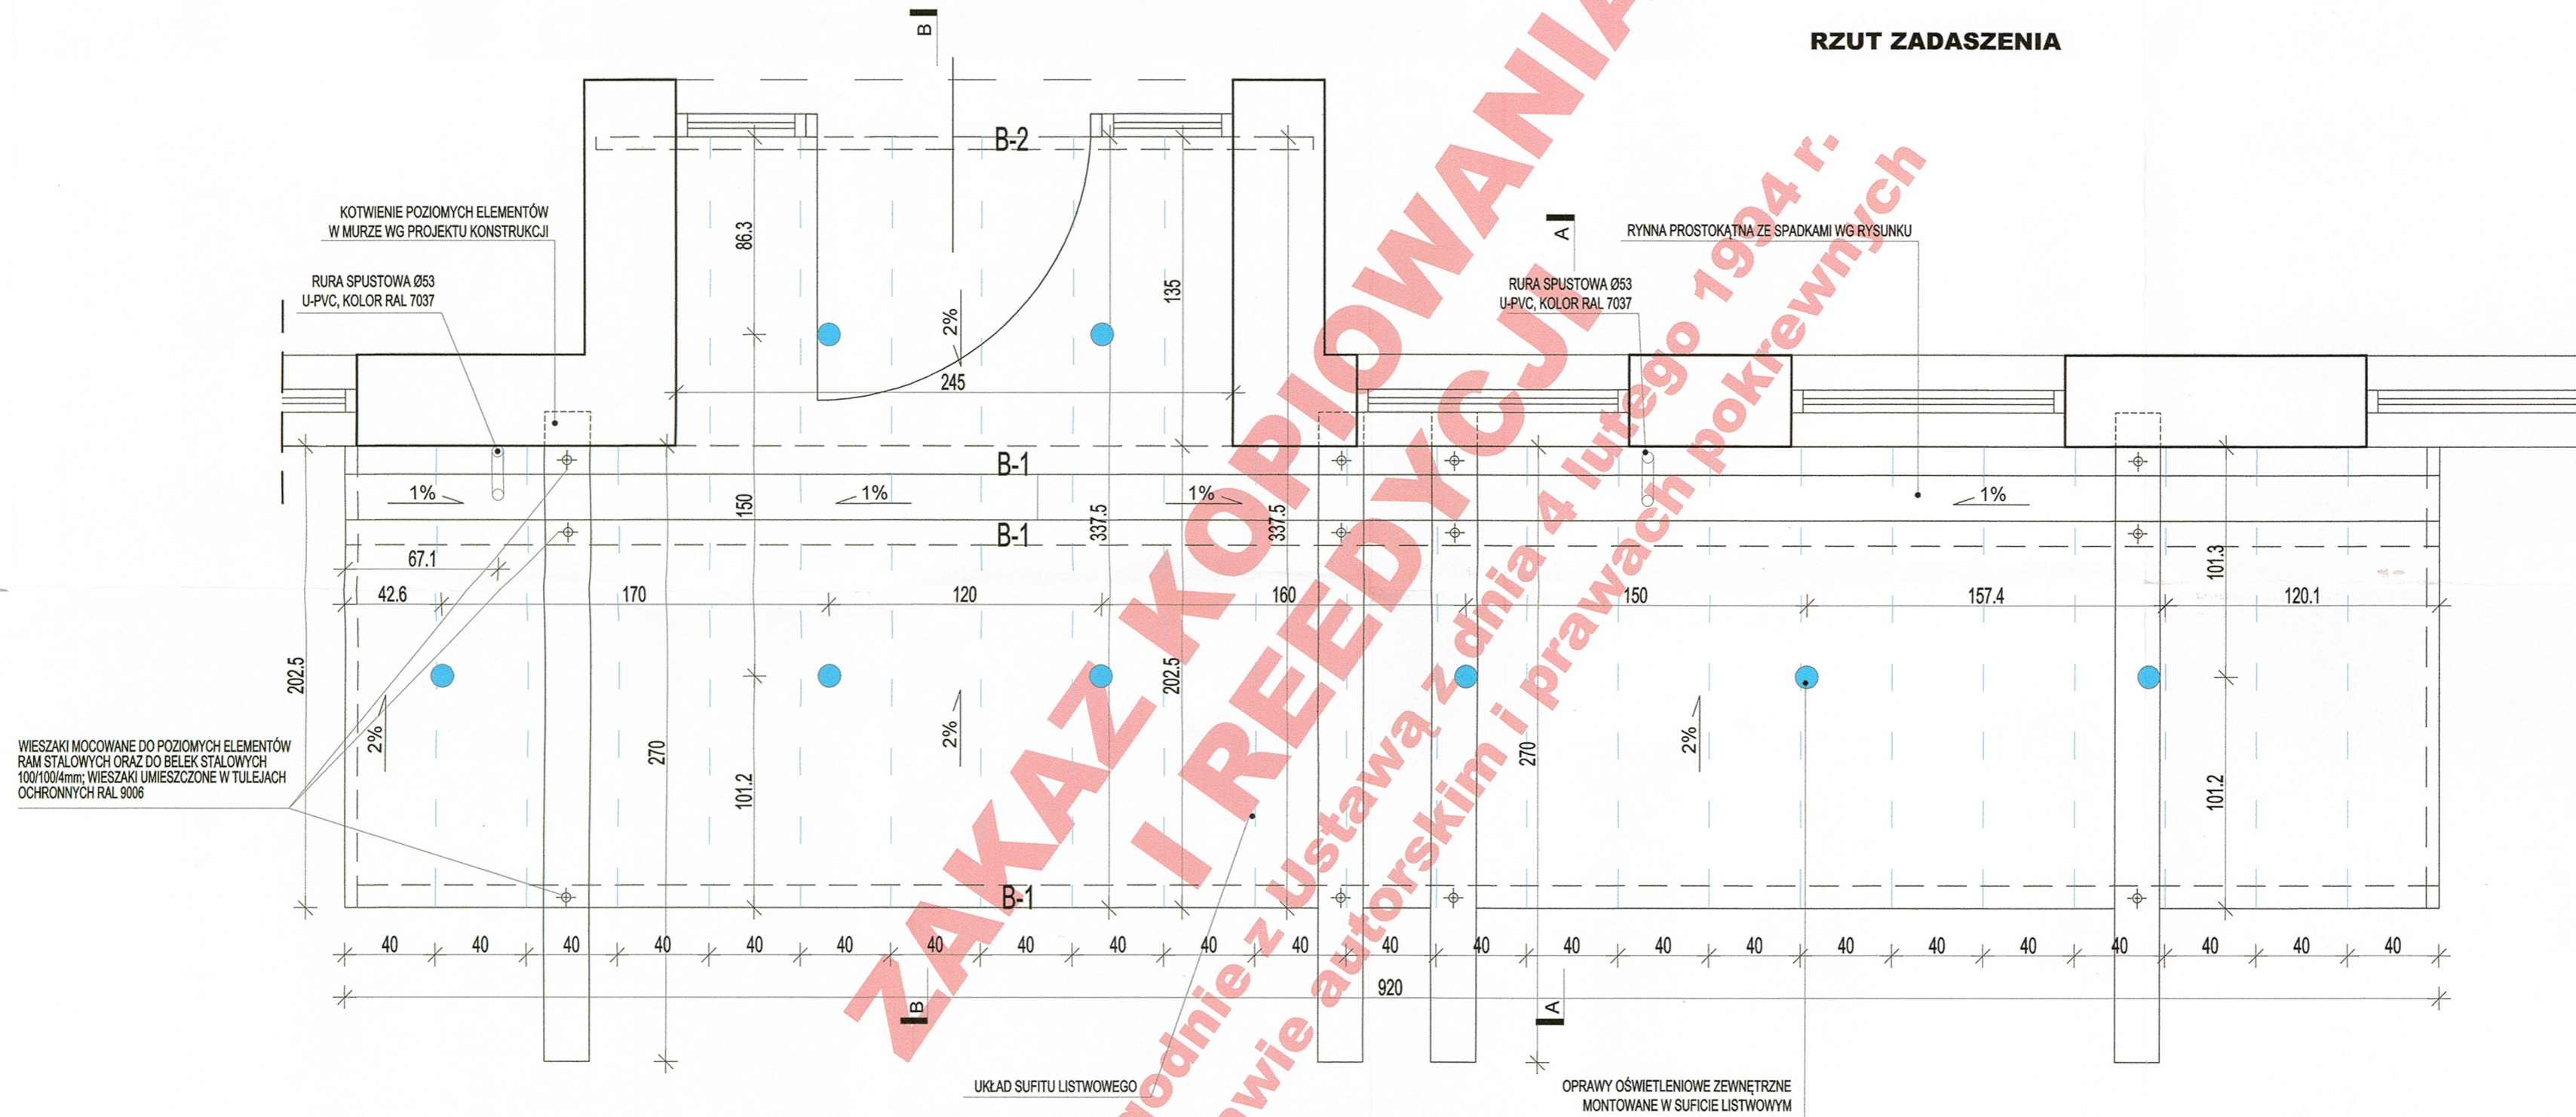 RZUT ZADASZENIA
B
B-2
KOTWIENIE POZIOMYCH ELEMENTÓW
W MURZE WG PROJEKTU KONSTRUKCJI
RURA SPUSTOWA Ø53
U-PVC, KOLOR RAL 7037
86.3
2%
135
245
A
RYNNA PROSTOKĄTNA ZE SPADKAMI WG RYSUNKU
RURA SPUSTOWA Ø53
U-PVC, KOLOR RAL 7037
B-1
1%
1%
1%
1%
150
337.5
337.5
B-1
67.1
101.3
42.6
170
120
160
150
157.4
120.1
202.5
202.5
2%
270
2%
270
2%
101.2
101.2
WIESZAKI MOCOWANE DO POZIOMYCH ELEMENTÓW
RAM STALOWYCH ORAZ DO BELEK STALOWYCH
100/100/4mm; WIESZAKI UMIESZCZONE W TULEJACH
OCHRONNYCH RAL 9006
B-1
40 40 40 40 40 40 40 40 40 40 40 40 40 40 40 40 40 40 40 40 40 40 40
920
B
A
UKŁAD SUFITU LISTWOWEGO
OPRAWY OŚWIETLENIOWE ZEWNĘTRZNE
MONTOWANE W SUFICIE LISTWOWYM
ZAKAZ KOPIOWANIA
I REEDYCJI
z Ustawą z dnia 4 lutego 1994 r.
autorskim i prawach pokrewnych